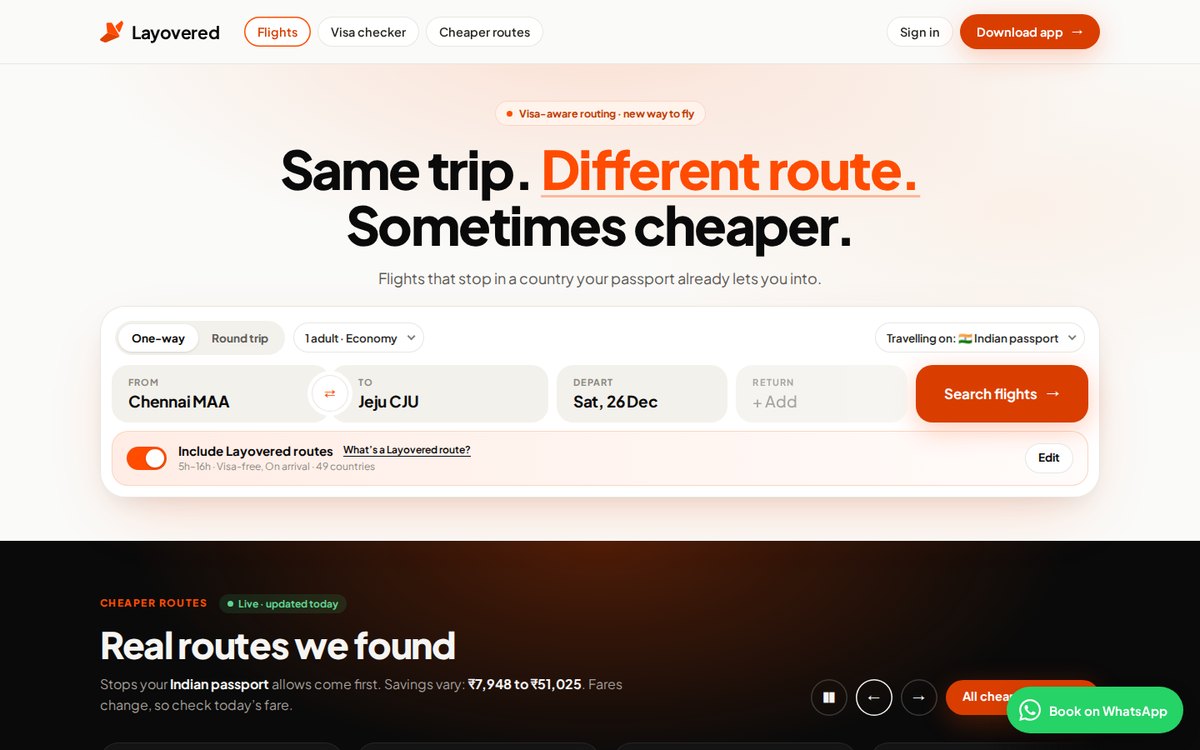 Layovered
Flights
Visa checker
Cheaper routes
Sign in
Download app →
Visa-aware routing · new way to fly
Same trip. Different route.
Sometimes cheaper.
Flights that stop in a country your passport already lets you into.
One-way
Round trip
1 adult · Economy
Travelling on: 🇮🇳 Indian passport
FROM
Chennai MAA
⇄
TO
Jeju CJU
DEPART
Sat, 26 Dec
RETURN
+ Add
Search flights →
Include Layovered routes
What's a Layovered route?
5h–16h · Visa-free, On arrival · 49 countries
Edit
CHEAPER ROUTES
Live · updated today
Real routes we found
Stops your Indian passport allows come first. Savings vary: ₹7,948 to ₹51,025. Fares
change, so check today's fare.
←
→
All
Book on WhatsApp